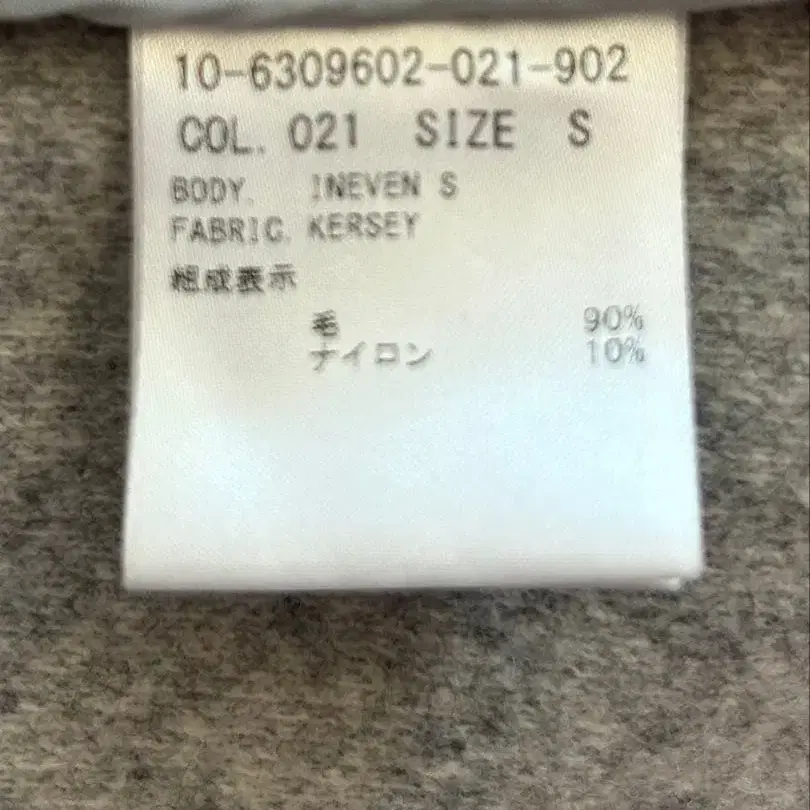 10-6309602-021-902
COL. 021 SIZE S
BODY. INEVEN S
FABRIC. KERSEY
組成表示
毛 90%
ナイロン 10%